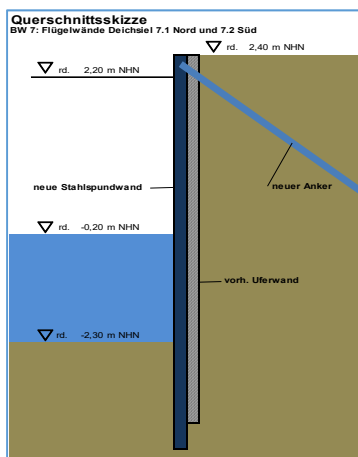 Querschnittsskizze
BW 7: Flügelwände Deichsiel 7.1 Nord und 7.2 Süd
rd. 2,40 m NHN
rd. 2,20 m NHN
neue Stahlspundwand
neuer Anker
rd. -0,20 m NHN
vorh. Uferwand
rd. -2,30 m NHN